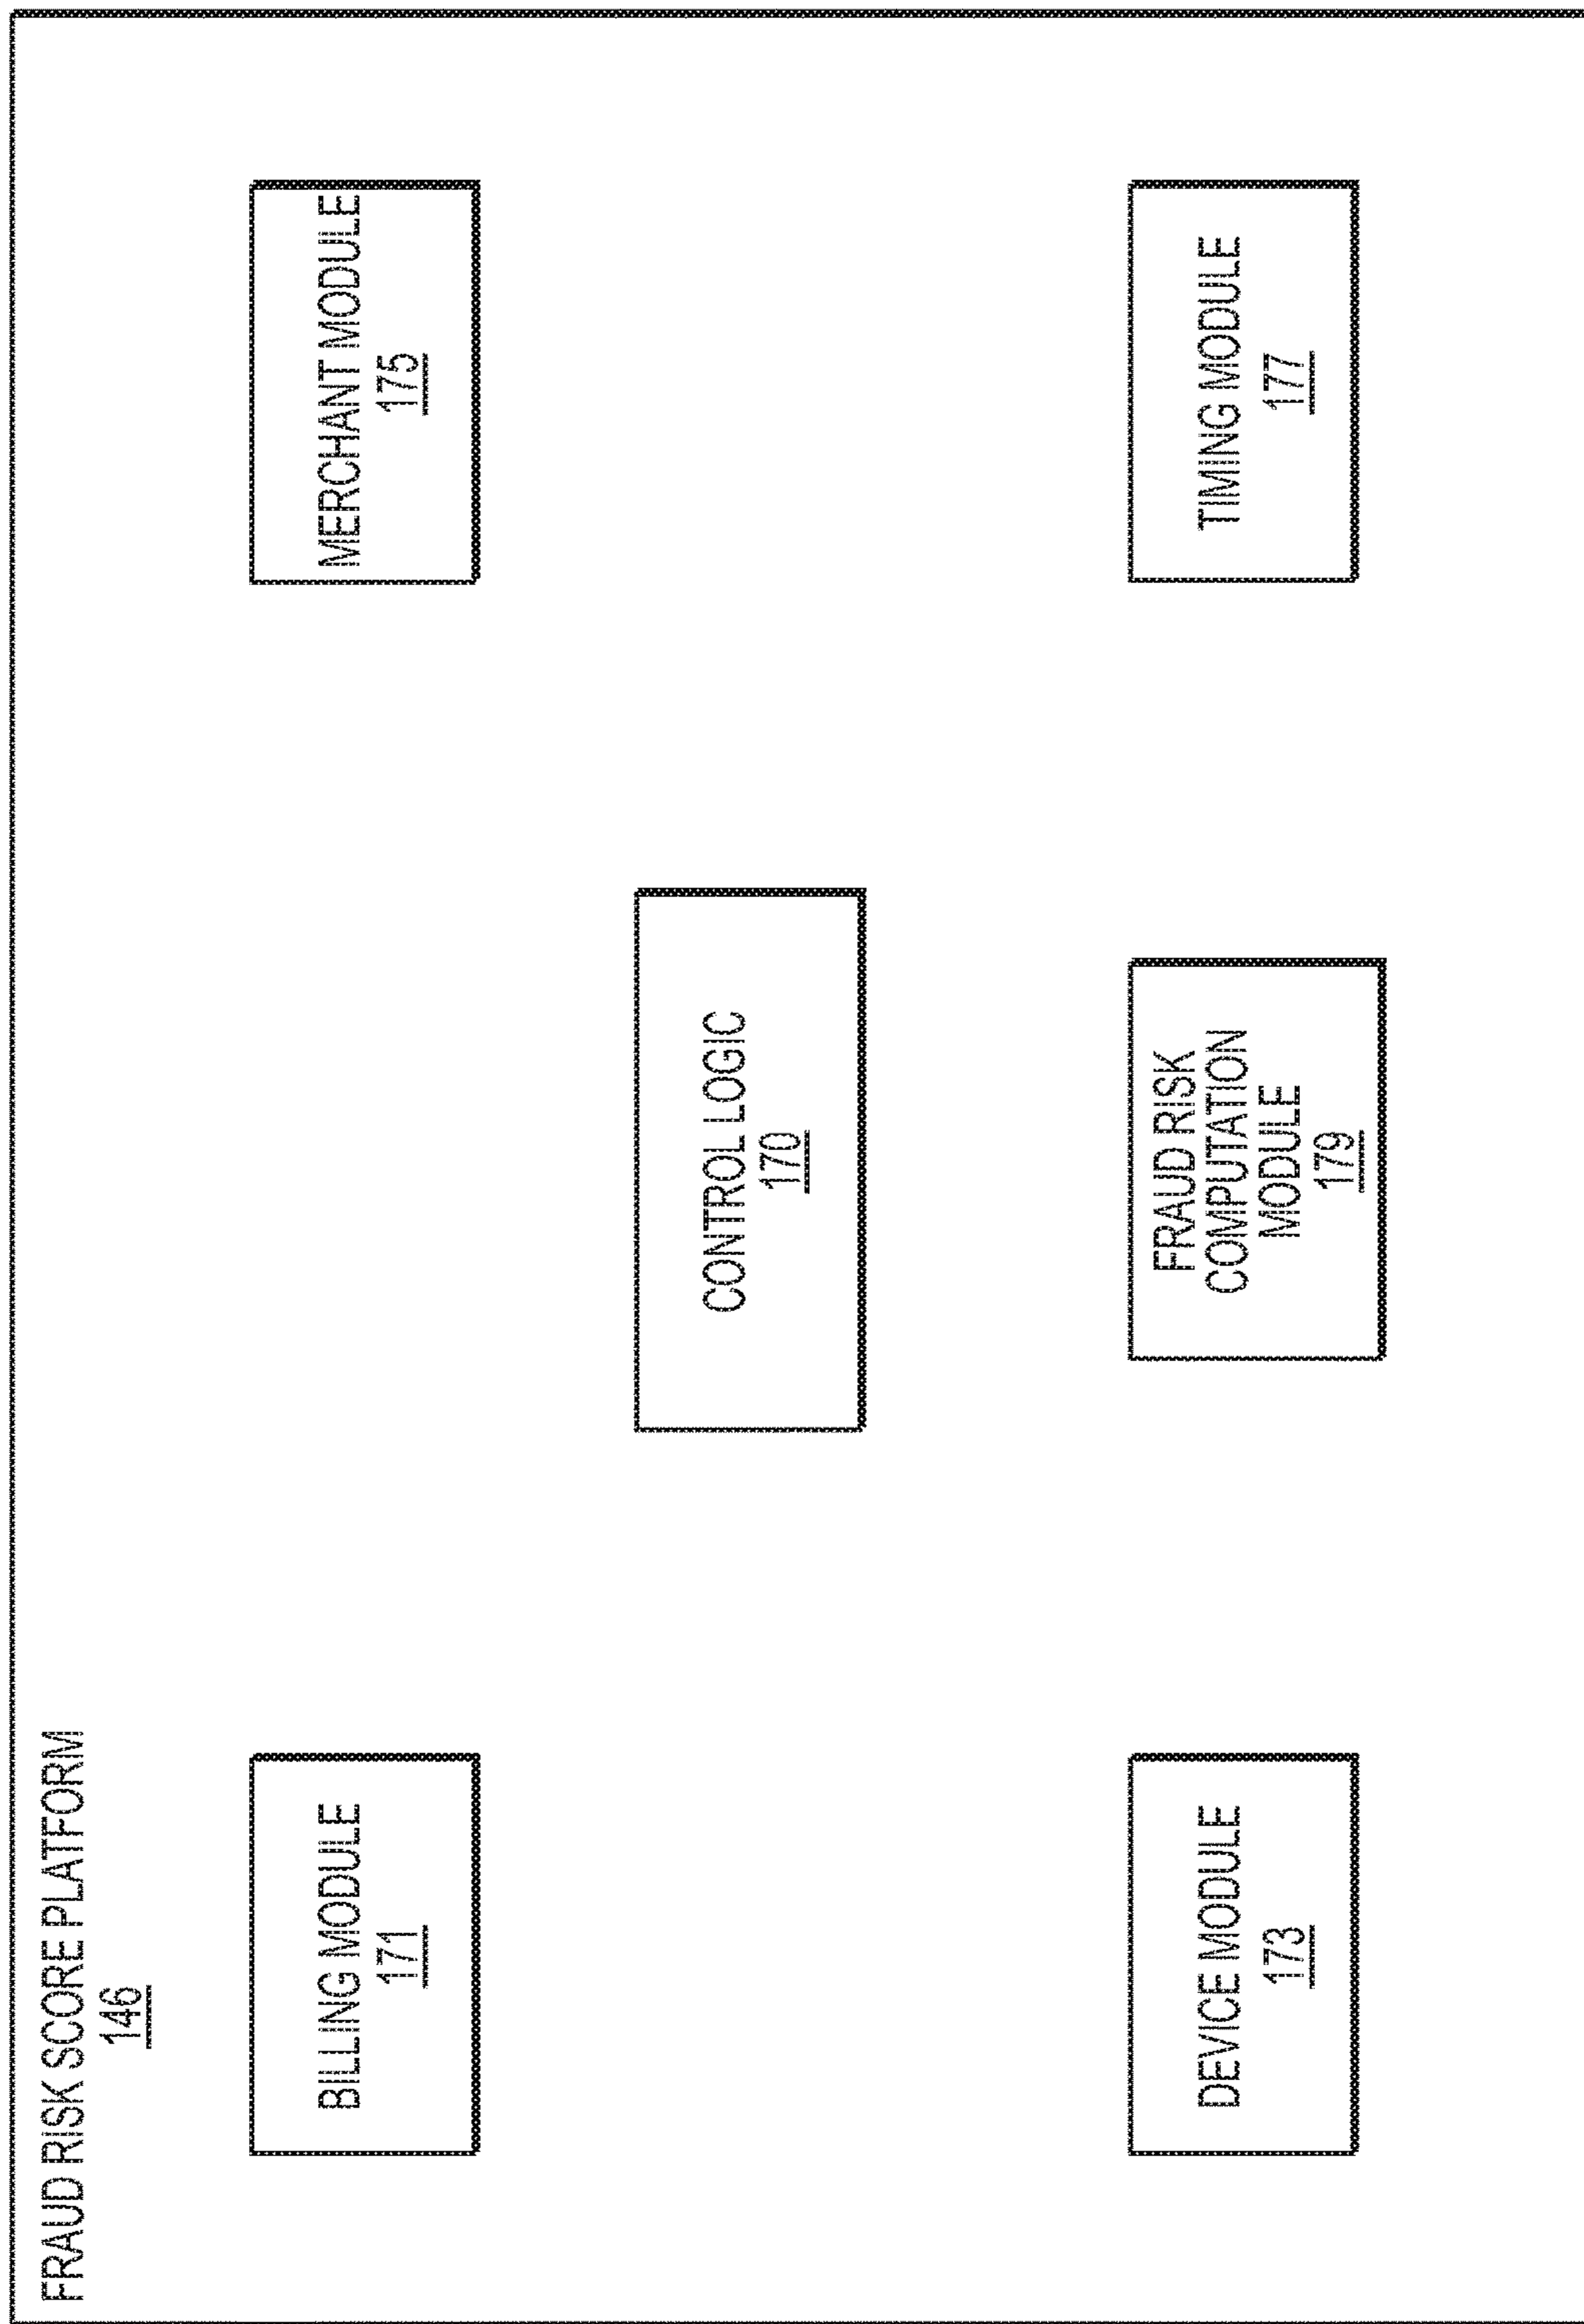 FRAUD RISK SCORE PLATFORM
146
BILLING MODULE
171
MERCHANT MODULE
175
CONTROL LOGIC
170
DEVICE MODULE
173
FRAUD RISK
COMPUTATION
MODULE
179
TIMING MODULE
177